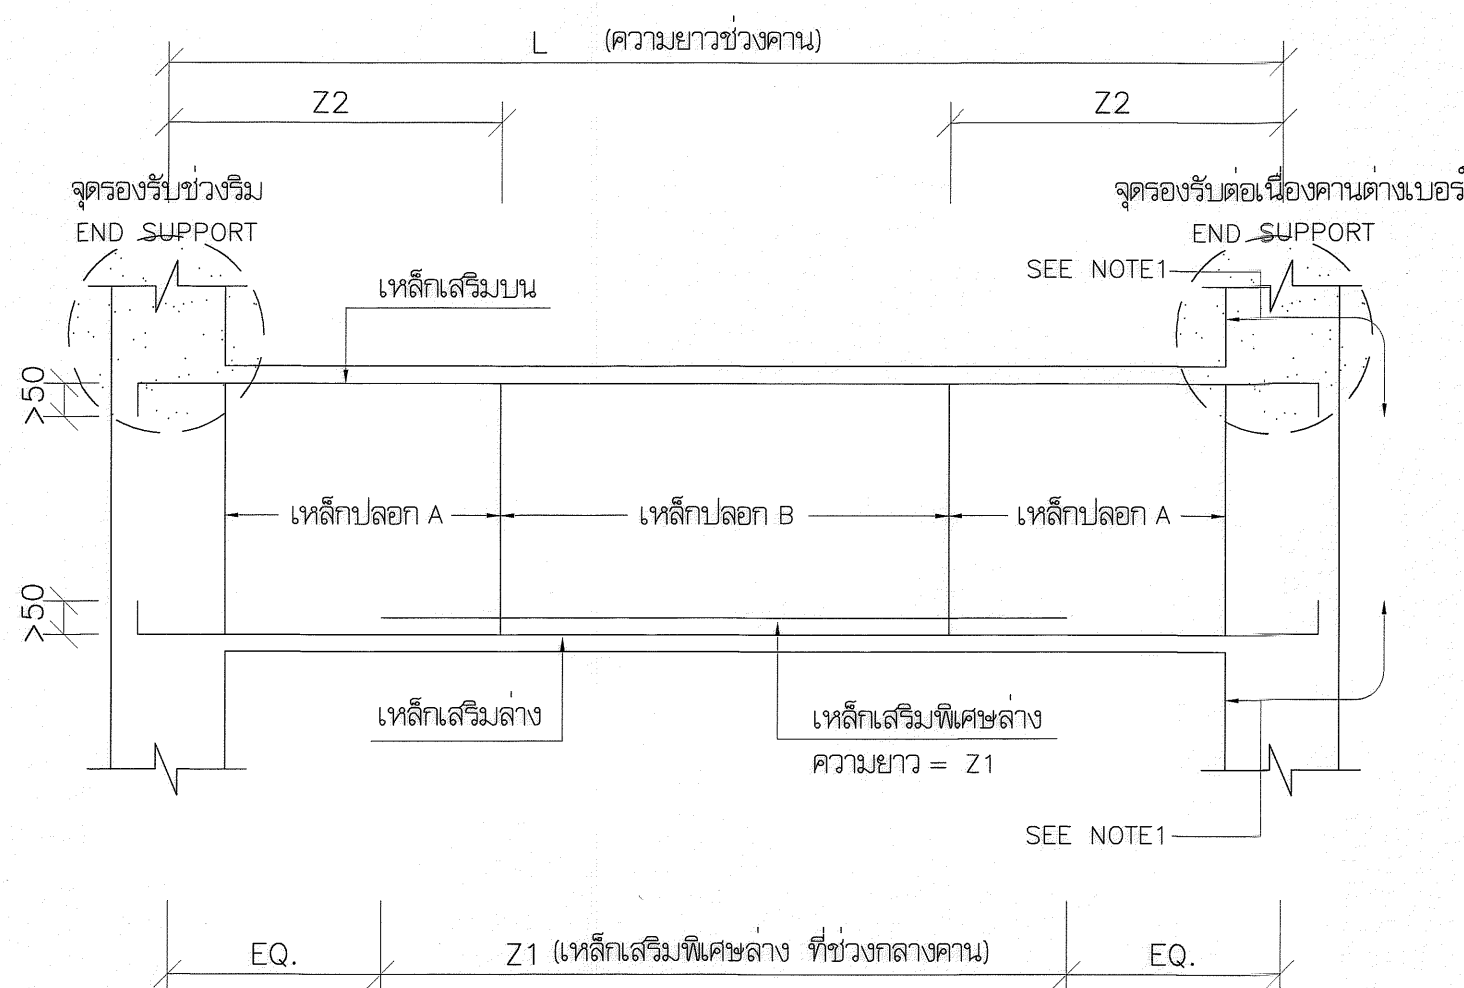 L (ความยาวช่วงคาน)
Z2 Z2
จุดรองรับช่วงริม จุดรองรับต่อเนื่องคานต่างเบอร์
END SUPPORT END SUPPORT
SEE NOTE1
เหล็กเสริมบน
>50
เหล็กปลอก A เหล็กปลอก B เหล็กปลอก A
>50
เหล็กเสริมล่าง เหล็กเสริมพิเศษล่าง
ความยาว = Z1
SEE NOTE1
EQ. Z1 (เหล็กเสริมพิเศษล่าง ที่ช่วงกลางคาน) EQ.